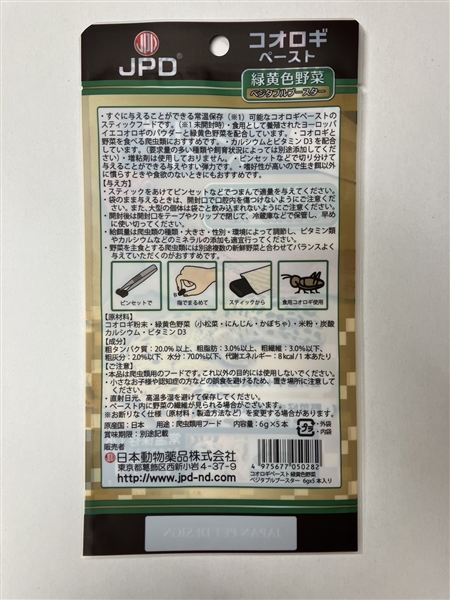 JPD
JPD®
コオロギ
ペースト
緑黄色野菜
ベジタブルブースター
・すぐに与えることができる常温保存（※1）可能なコオロギペーストの
スティックフードです。（※1 未開封時）・食用として養殖されたヨーロッパ
イエコオロギのパウダーと緑黄色野菜を配合しています。・コオロギと
野菜を食べる爬虫類におすすめです。・カルシウムとビタミンD3を配合
しています。（要求量の多い種類や飼育状況によっては別途添加してくだ
さい）・増粘剤は使用しておりません。・ピンセットなどで切り分けて
与えることができる与えやすい弾力です。・嗜好性が高いので生き餌以外
に慣らすときや食欲のないときにもおすすめです。
【与え方】
・スティックをあけてピンセットなどでつまんで適量を与えてください。
・袋のまま与えるときは、開封口で口腔内を傷つけないようにご注意くださ
い。また、大型の個体は袋ごと飲み込まれないようにご注意ください。
・開封後は開封口をテープやクリップで閉じて、冷蔵庫などで保管し、早め
に使い切ってください。
・給餌量は爬虫類の種類・大きさ・性別・環境によって調節し、ビタミン類
やカルシウムなどのミネラルの添加も適宜行ってください。
・野菜を主食とする爬虫類には別途複数の新鮮野菜と合わせてバランスよく
与えていただくのがおすすめです。
ピンセットで
指でまるめて
スティックから
食用コオロギ使用
【原材料】
コオロギ粉末・緑黄色野菜（小松菜・にんじん・かぼちゃ）・米粉・炭酸
カルシウム・ビタミンD3
【成分】
粗タンパク質：20.0％以上、粗脂肪：3.0％以上、粗繊維：3.0％以下、
粗灰分：2.0％以下、水分：70.0％以下、代謝エネルギー：8kcal/1本あたり
【ご注意】
・本品は爬虫類用のフードです。これ以外の目的には使用しないでください。
・小さなお子様や認知症の方などの誤食を避けるため、置き場所に注意して
ください。
・直射日光、高温多湿を避けて保存してください。
・ペースト内に野菜の繊維が見られる場合がございます。
※お断りなく仕様（原材料・製造方法など）を変更する場合があります。
原産国：日本 用途：爬虫類用フード 内容量：6g×5本
賞味期限：別途記載
プラ
：外袋
：内袋
販売者
日本動物薬品株式会社
東京都葛飾区西新小岩4-37-9
http://www.jpd-nd.com/
4 975677 050282
コオロギペースト緑黄色野菜
ベジタブルブースター 6gx5本入り
JAPAN PET DESIGN